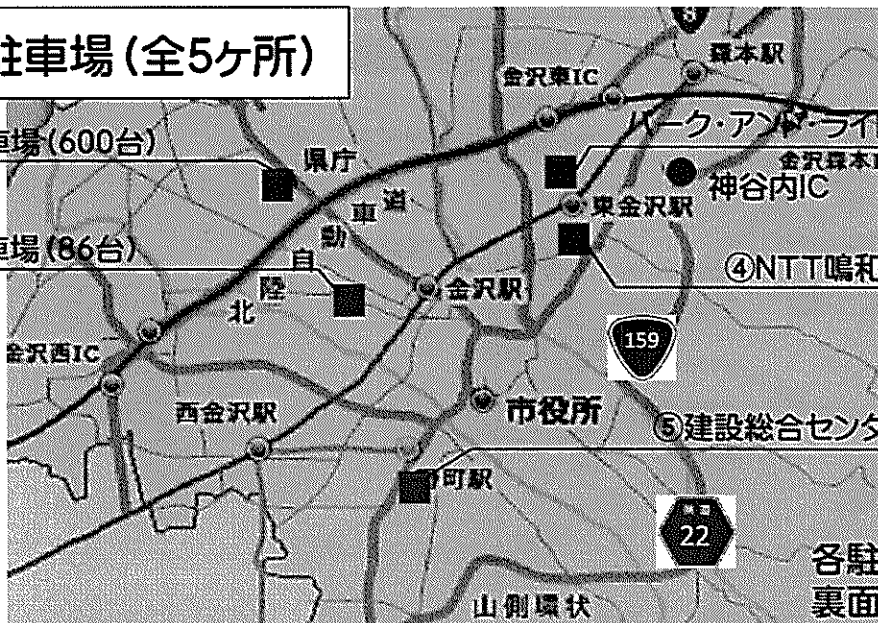 駐車場(全5ヶ所)
8
森本駅
金沢東IC
車場(600台)
パーク・アンド・ライド
県庁
金沢森本I
神谷内IC
東金沢駅
北陸自動車道
車場(86台)
④NTT鳴和
金沢駅
159
金沢西IC
西金沢駅
市役所
⑤建設総合センタ
町駅
22
各駐
裏面
山側環状